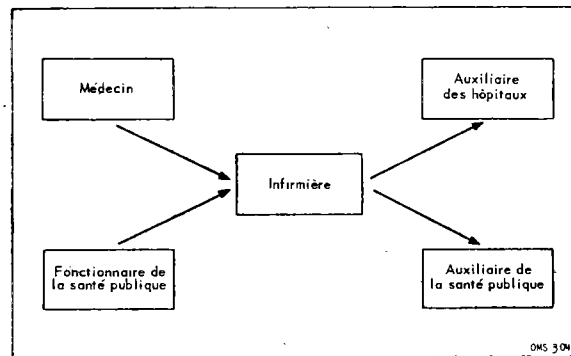 Médecin
Auxiliaire
des hôpitaux
Infirmière
Fonctionnaire de
la santé publique
Auxiliaire de
la santé publique
OMS 304